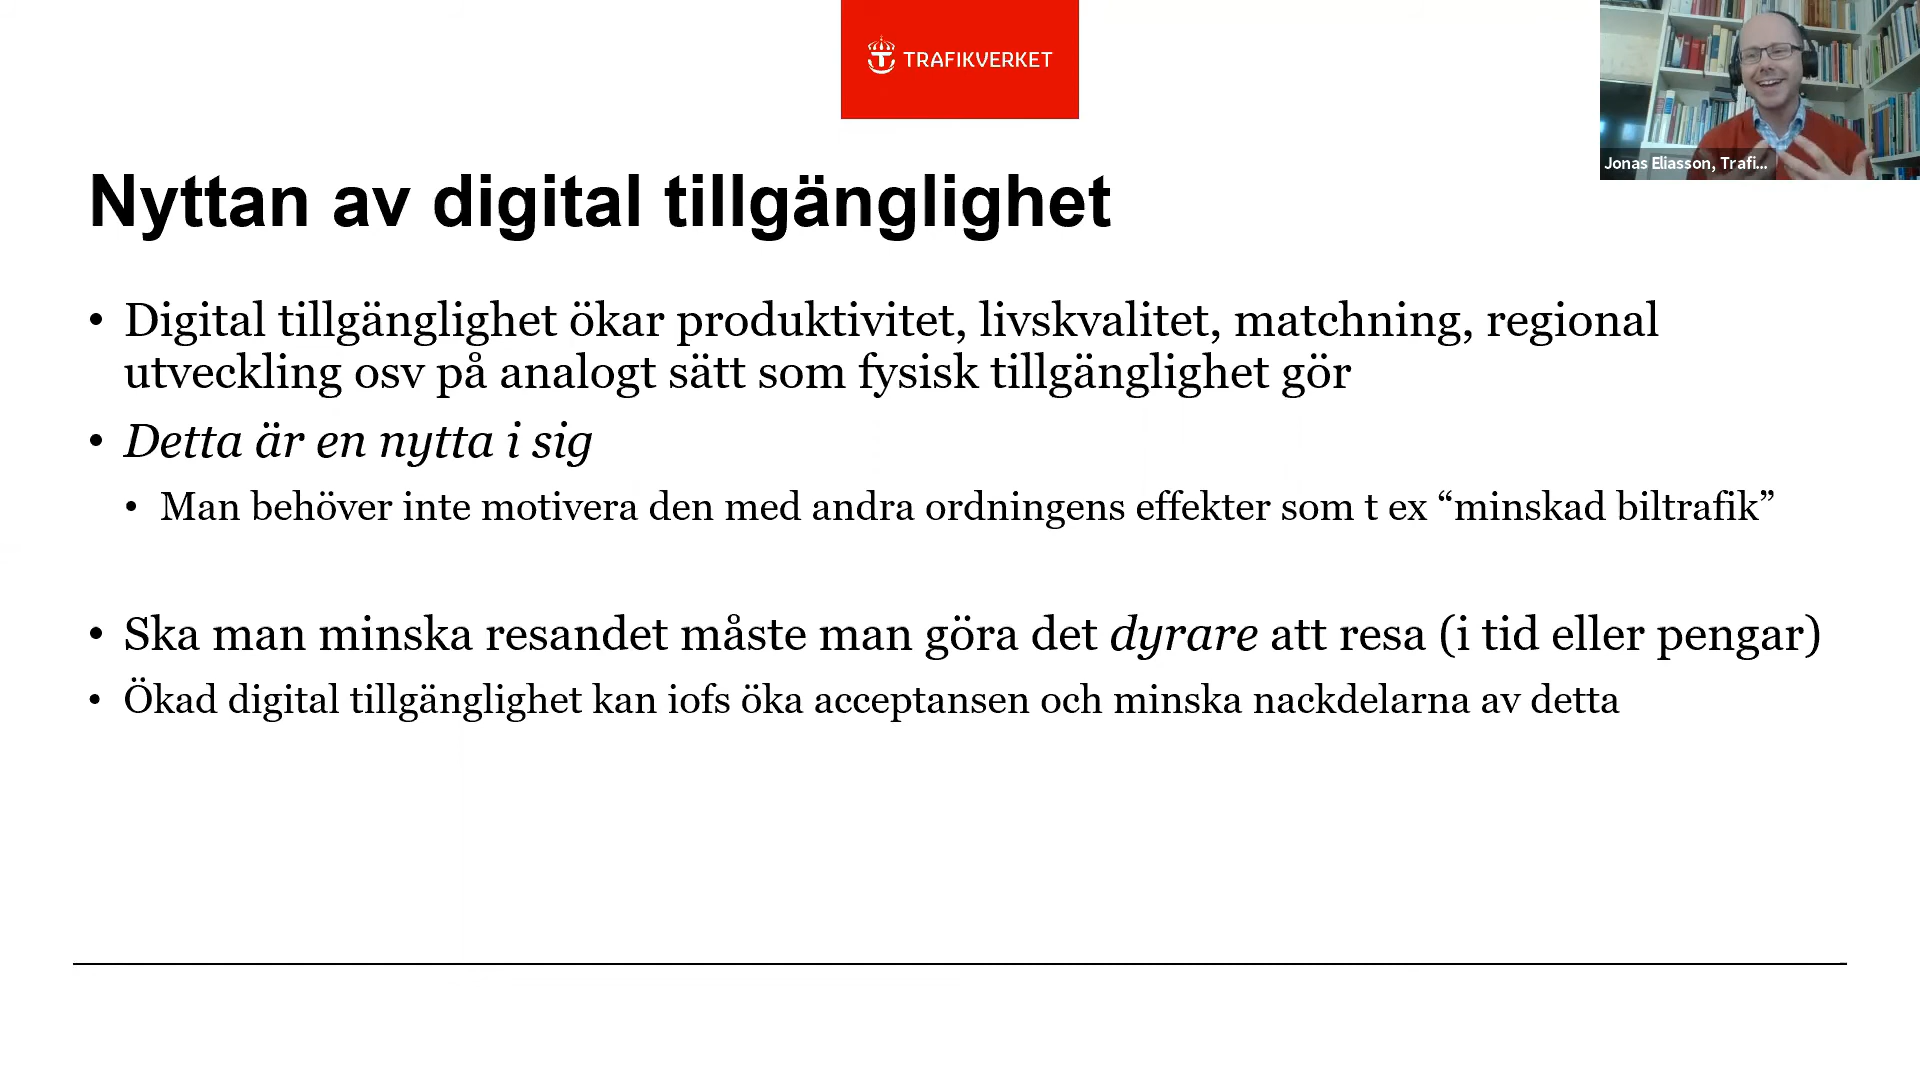 TRAFIKVERKET
Jonas Eliasson, Trafi...
Nyttan av digital tillgänglighet
• Digital tillgänglighet ökar produktivitet, livskvalitet, matchning, regional
utveckling osv på analogt sätt som fysisk tillgänglighet gör
• Detta är en nytta i sig
• Man behöver inte motivera den med andra ordningens effekter som t ex “minskad biltrafik”
• Ska man minska resandet måste man göra det dyrare att resa (i tid eller pengar)
• Ökad digital tillgänglighet kan iofs öka acceptansen och minska nackdelarna av detta